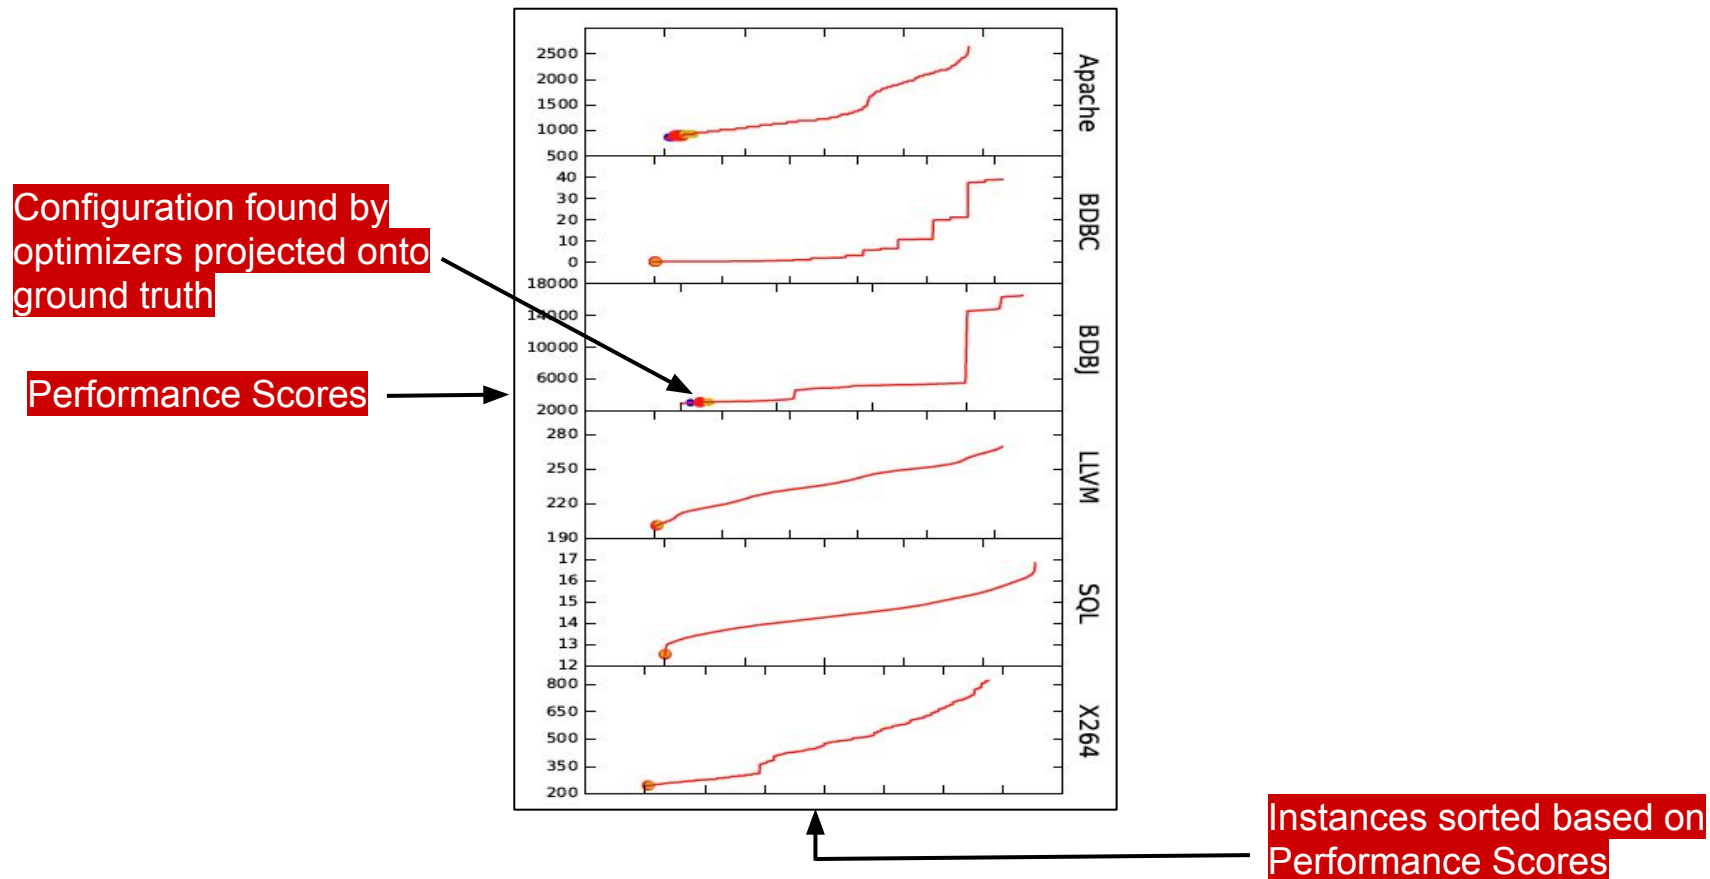 2500
2000
1500
1000
500
Apache
40
30
20
10
0
BDBC
18000
14000
10000
6000
2000
BDBJ
280
250
220
190
LLVM
17
16
15
14
13
12
SQL
800
650
500
350
200
X264
Configuration found by
optimizers projected onto
ground truth
Performance Scores
Instances sorted based on
Performance Scores